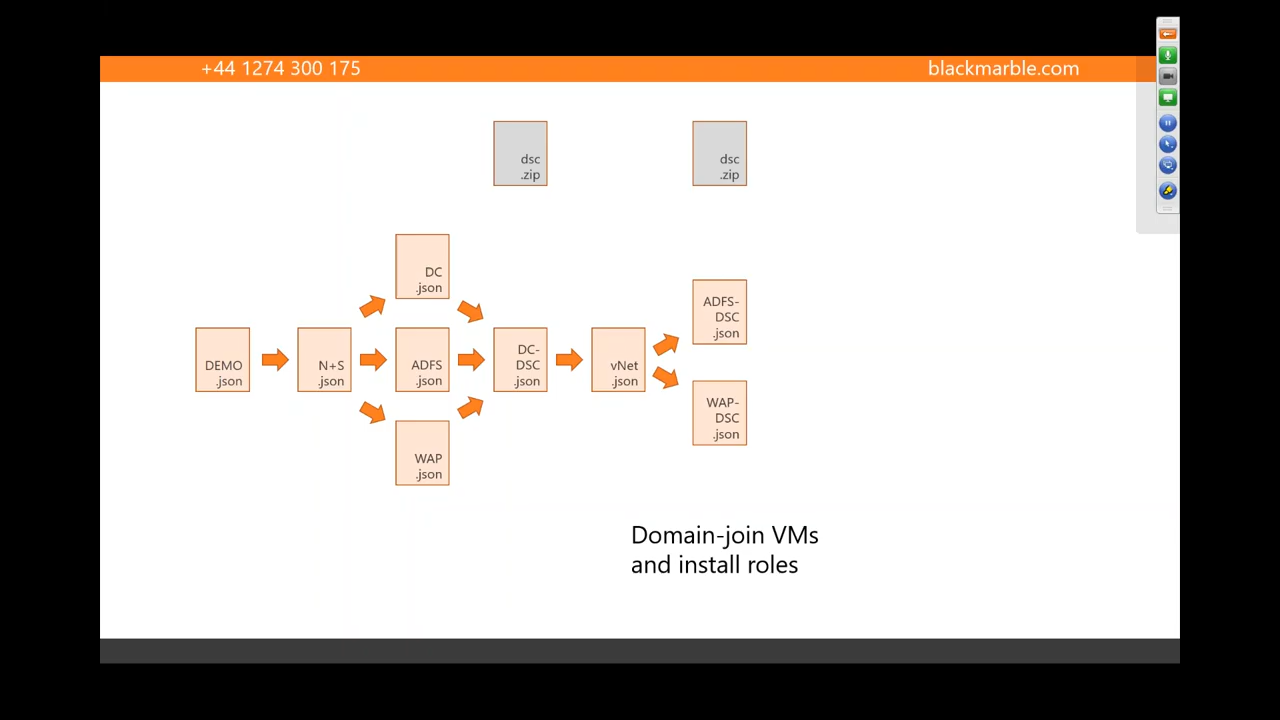 +44 1274 300 175
blackmarble.com
dsc
.zip
dsc
.zip
DC
.json
ADFS-
DSC
.json
DEMO
.json
N+S
.json
ADFS
.json
DC-
DSC
.json
vNet
.json
WAP-
DSC
.json
WAP
.json
Domain-join VMs
and install roles